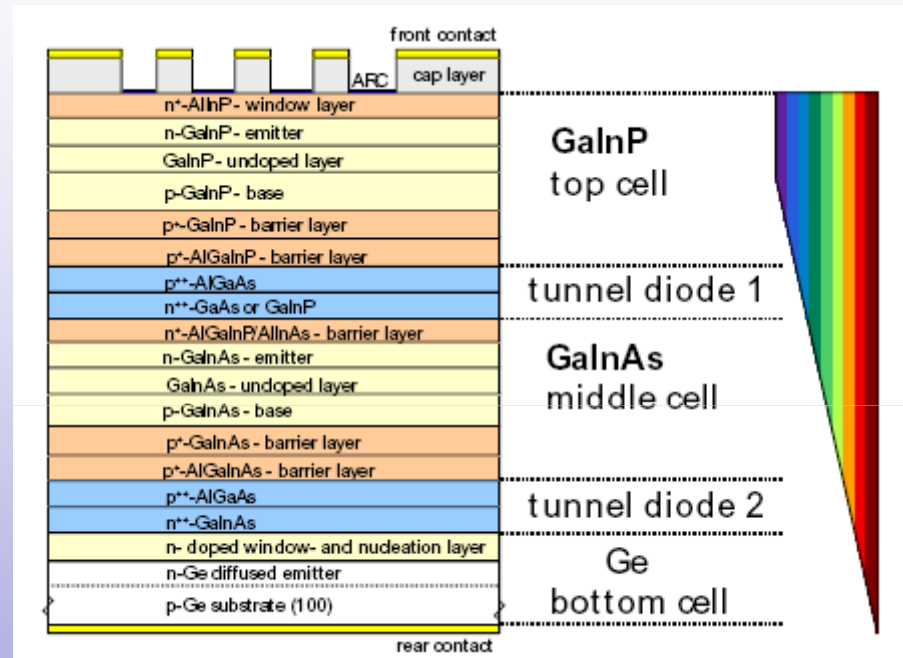 front contact
ARC
cap layer
n⁺-AlInP - window layer
n-GaInP - emitter
GaInP - undoped layer
p-GaInP - base
p⁺-GaInP - barrier layer
p⁺-AlGaInP - barrier layer
p⁺⁺-AlGaAs
n⁺⁺-GaAs or GaInP
n⁺-AlGaInP/AlInAs - barrier layer
n-GaInAs - emitter
GaInAs - undoped layer
p-GaInAs - base
p⁺-GaInAs - barrier layer
p⁺-AlGaInAs - barrier layer
p⁺⁺-AlGaAs
n⁺⁺-GaInAs
n- doped window- and nucleation layer
n-Ge diffused emitter
p-Ge substrate (100)
rear contact
GaInP
top cell
tunnel diode 1
GaInAs
middle cell
tunnel diode 2
Ge
bottom cell